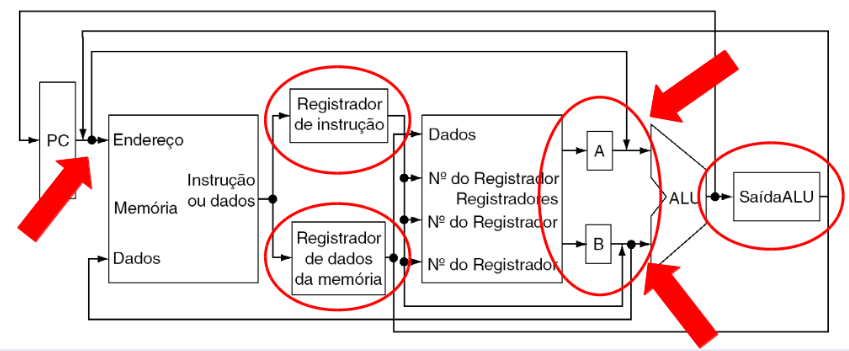 PC
Endereço
Instrução
ou dados
Memória
Dados
Registrador
de instrução
Registrador
de dados
da memória
Dados
Nº do Registrador
Registradores
Nº do Registrador
Nº do Registrador
A
B
ALU
SaídaALU